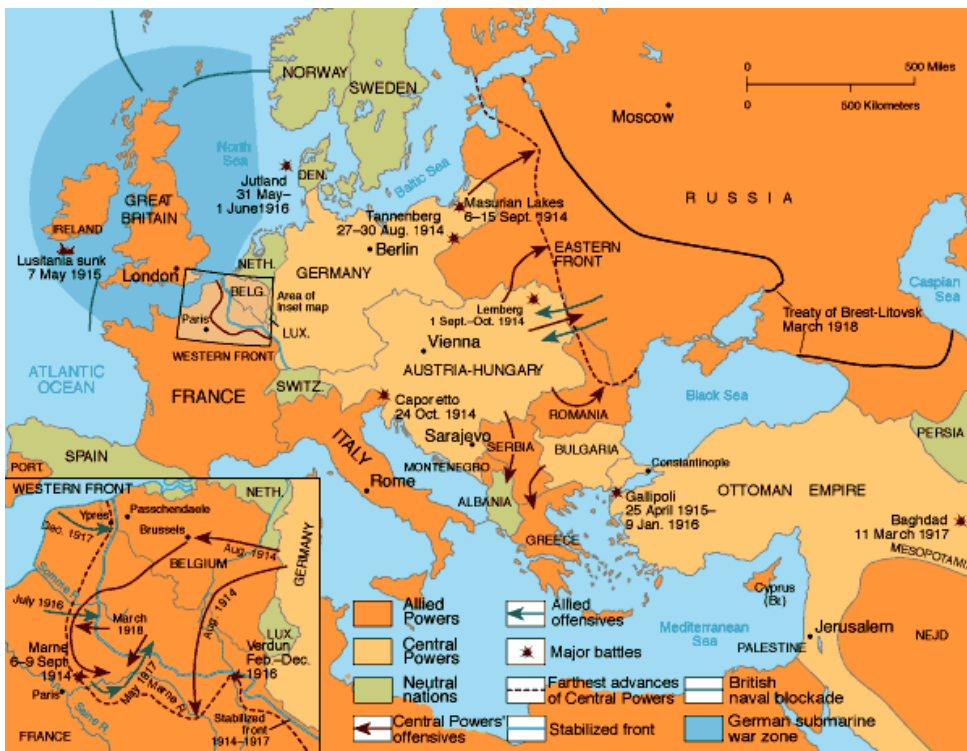 NORWAY
SWEDEN
0 500 Miles
0 500 Kilometers
Moscow
North
Sea
Jutland
31 May–
1 June1916
DEN.
Baltic Sea
Masurian Lakes
6–15 Sept. 1914
RUSSIA
GREAT
BRITAIN
IRELAND
Lusitania sunk
7 May 1915
London
Tannenberg
27–30 Aug. 1914
Berlin
NETH.
GERMANY
EASTERN
FRONT
Caspian
Sea
BELG.
Area of
Inset map
Paris
LUX.
WESTERN FRONT
Lemberg
1 Sept.–Oct. 1914
Treaty of Brest-Litovsk
March 1918
Vienna
ATLANTIC
OCEAN
FRANCE
SWITZ.
AUSTRIA-HUNGARY
Caporetto
24 Oct. 1914
ROMANIA
Black Sea
PERSIA
ITALY
Sarajevo
SERBIA
BULGARIA
SPAIN
PORT.
MONTENEGRO
Constantinople
Rome
ALBANIA
Gallipoli
25 April 1915–
9 Jan. 1916
OTTOMAN EMPIRE
Baghdad
11 March 1917
MESOPOTAMI
GREECE
Cyprus
Mediterranean
Sea
PALESTINE
Jerusalem
NEJD
WESTERN FRONT
NETH.
Ypres
Passchendaele
Dec. 1917
Brussels
Aug. 1914
BELGIUM
GERMANY
Somme R.
July 1916
March
1918
Aug. 1914
LUX.
Marne
6–9 Sept.
1914
Verdun
Feb.–Dec.
1916
Paris
May 1917
Marne R.
Seine R.
Stabilized
front
1914–1917
FRANCE
Allied
Powers
Allied
offensives
Central
Powers
Major battles
Neutral
nations
Farthest advances
of Central Powers
British
naval blockade
Central Powers'
offensives
Stabilized front
German submarine
war zone